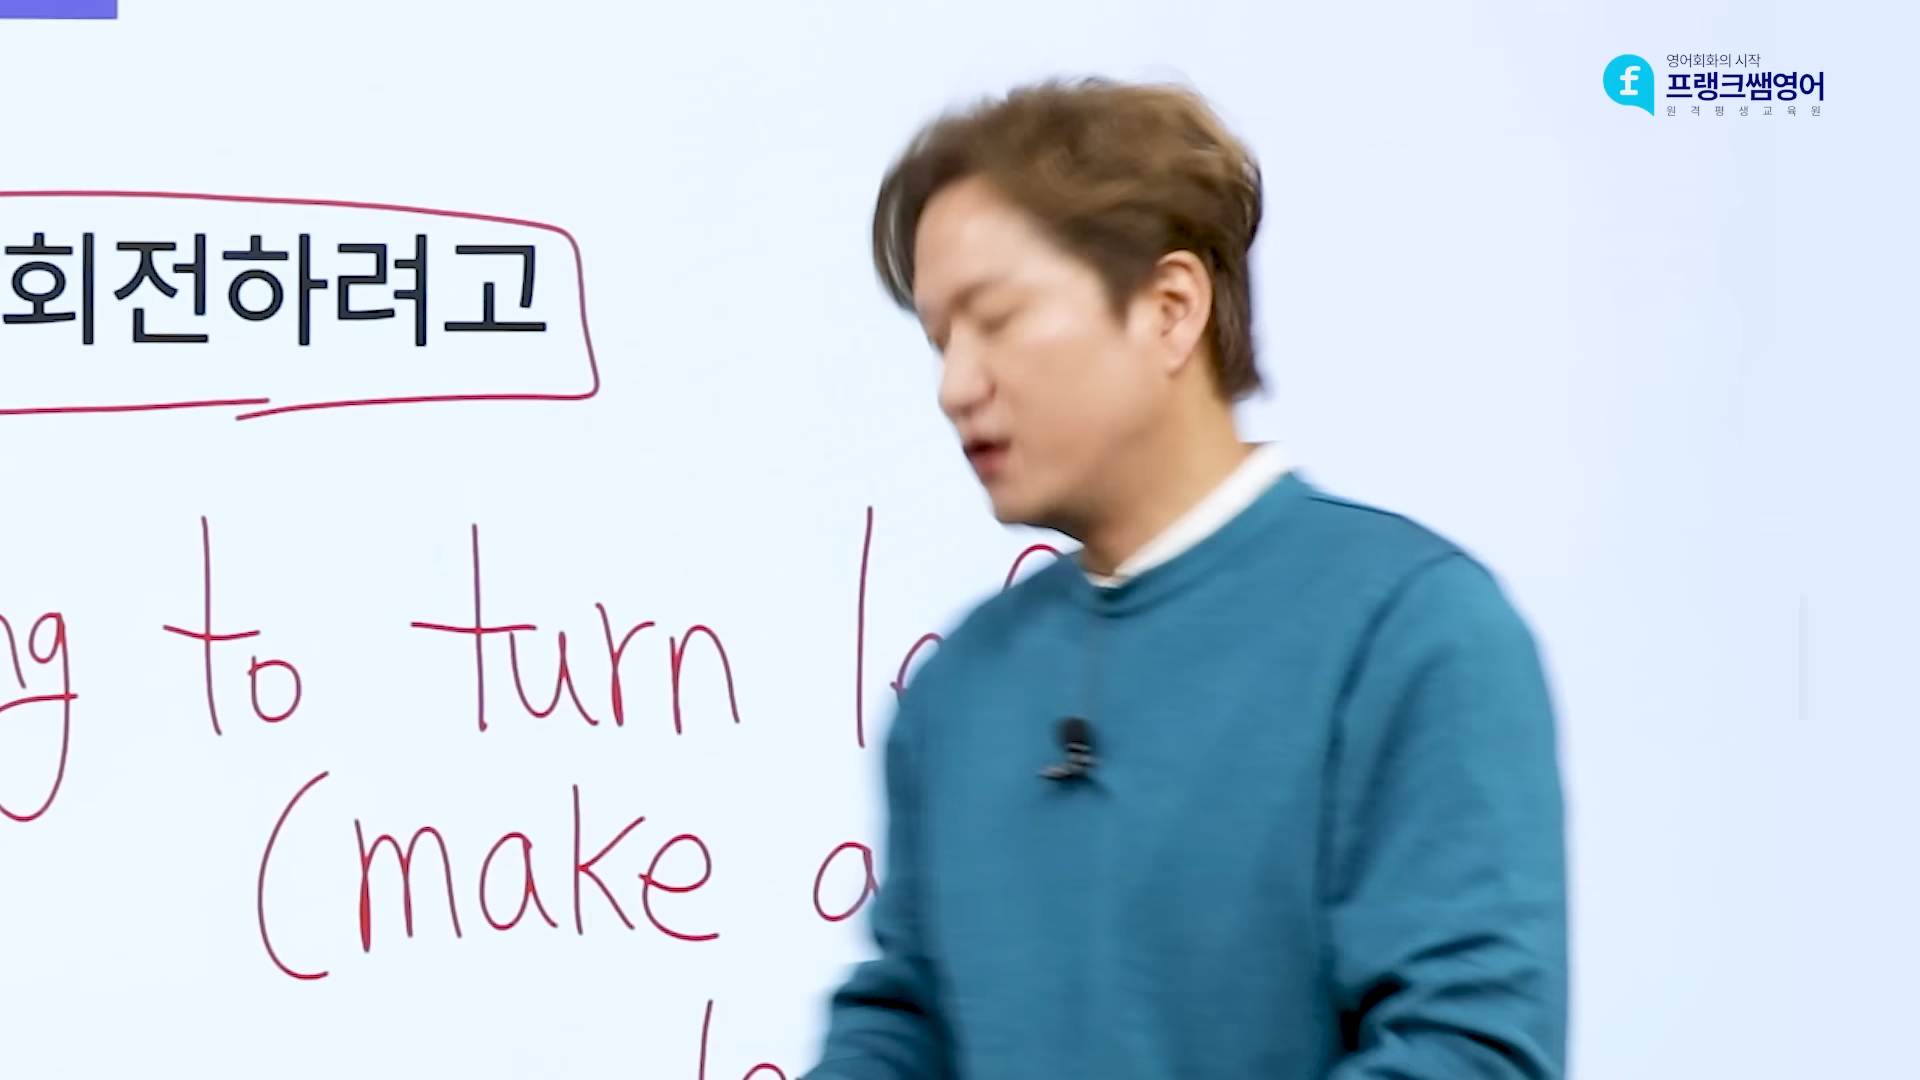 영어회화의 시작
프랭크쌤영어
원격평생교육원
회전하려고
to turn
(make a